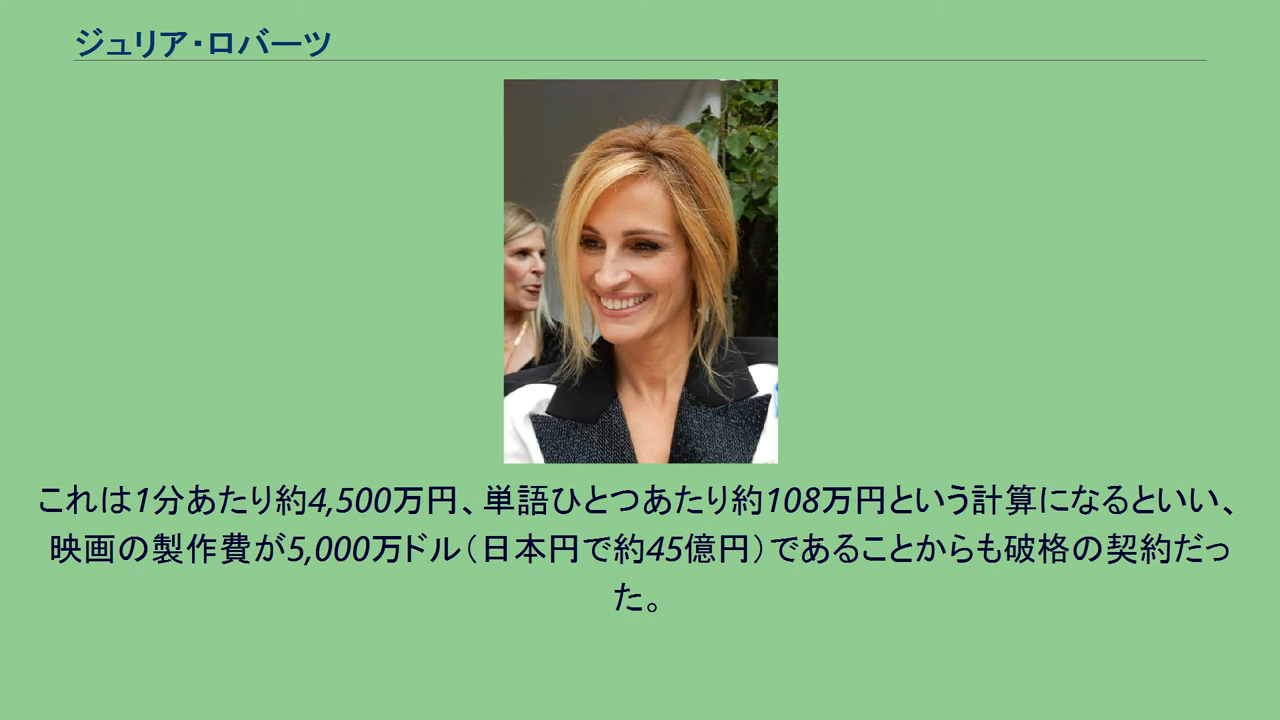 ジュリア・ロバーツ
これは1分あたり約4,500万円、単語ひとつあたり約108万円という計算になるといい、
映画の製作費が5,000万ドル（日本円で約45億円）であることからも破格の契約だっ
た。